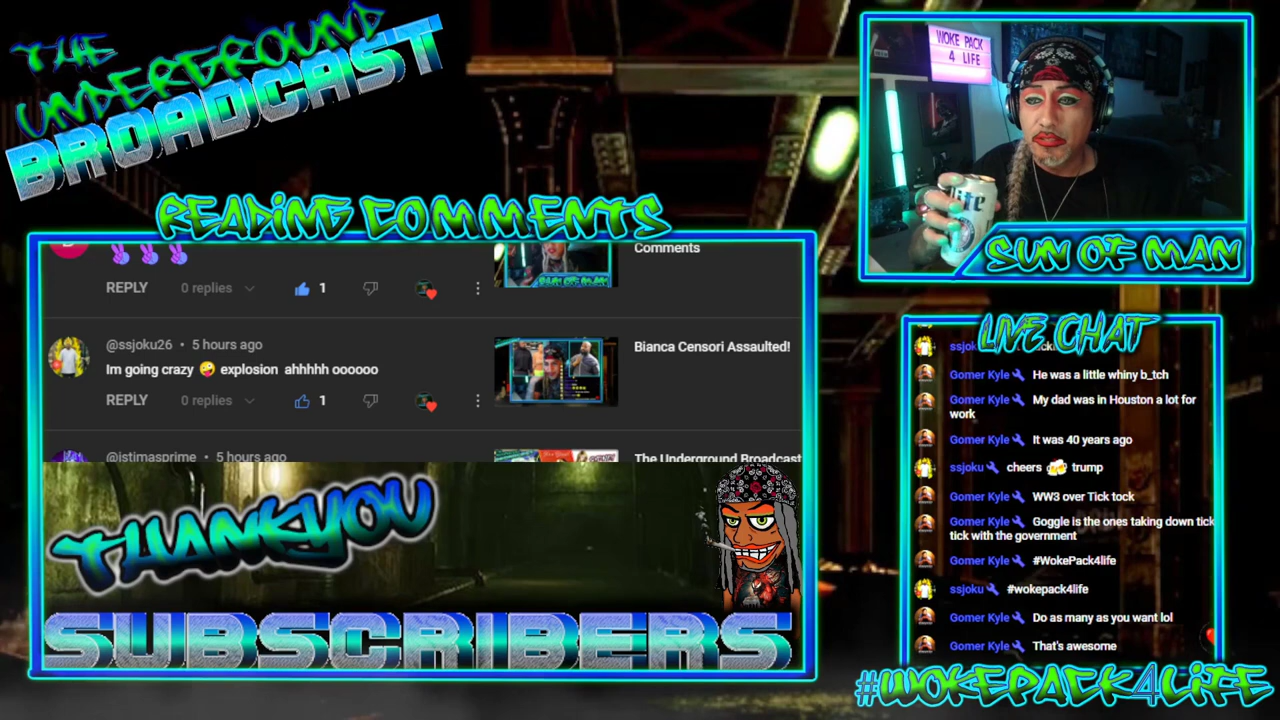 THE
UNDERGROUND
BROADCAST
WOKE PACK
4 LIFE
lite
SUN OF MAN
READING COMMENTS
Comments
REPLY 0 replies 1
@ssjoku26 • 5 hours ago
Bianca Censori Assaulted!
Im going crazy 🤪 explosion ahhhhh oooooo
REPLY 0 replies 1
@istimasprime • 5 hours ago
The Underground Broadcast
THANKYOU
SUBSCRIBERS
LIVE CHAT
ssjok
Gomer Kyle He was a little whiny b_tch
Gomer Kyle My dad was in Houston a lot for
work
Gomer Kyle It was 40 years ago
ssjoku cheers 🍻 trump
Gomer Kyle WW3 over Tick tock
Gomer Kyle Goggle is the ones taking down tick
tick with the government
Gomer Kyle #WokePack4life
ssjoku #wokepack4life
Gomer Kyle Do as many as you want lol
Gomer Kyle That's awesome
#WOKEPACK4LIFE